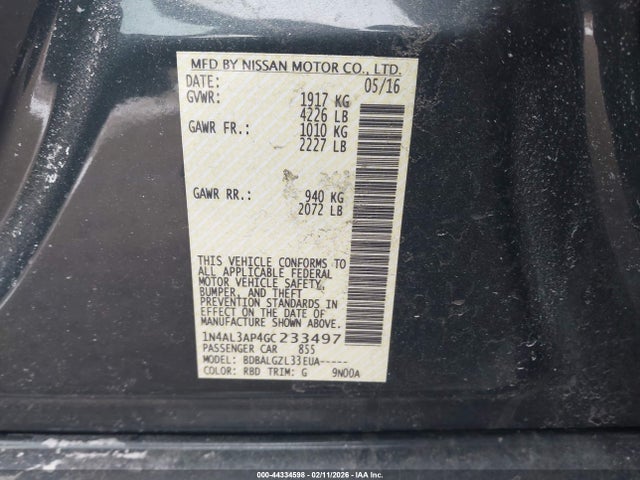 MFD BY NISSAN MOTOR CO., LTD.
DATE: 05/16
GVWR: 1917 KG
4226 LB
GAWR FR.: 1010 KG
2227 LB
GAWR RR.: 940 KG
2072 LB
THIS VEHICLE CONFORMS TO
ALL APPLICABLE FEDERAL
MOTOR VEHICLE SAFETY,
BUMPER, AND THEFT
PREVENTION STANDARDS IN
EFFECT ON THE DATE OF
MANUFACTURE SHOWN ABOVE.
1N4AL3AP4GC233497
PASSENGER CAR 855
MODEL: BDBALGZL33EUA-----
COLOR: RBD TRIM: G 9N00A
000-44334598 - 02/11/2026 - IAA Inc.